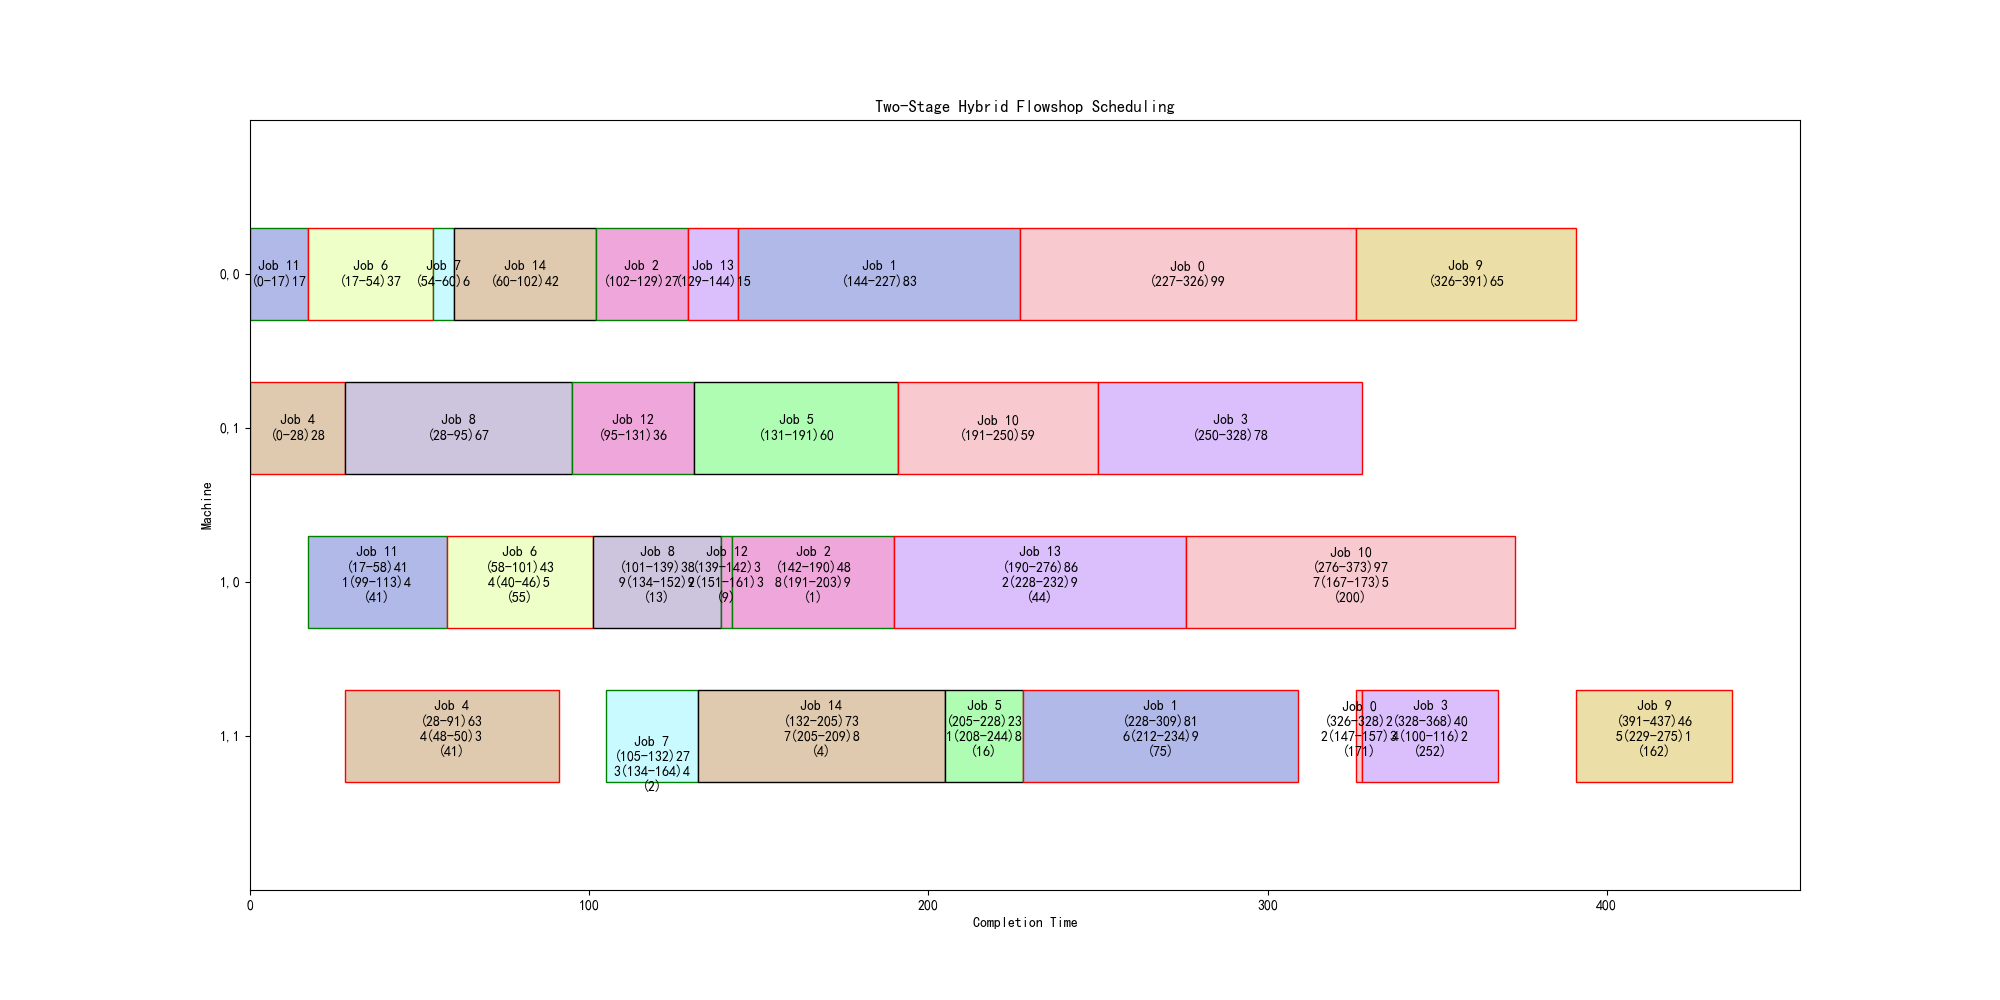 Two-Stage Hybrid Flowshop Scheduling
Machine
0,0
Job 11
(0-17)17
Job 6
(17-54)37
Job 7
(54-60)6
Job 14
(60-102)42
Job 2
(102-129)27
Job 13
(129-144)15
Job 1
(144-227)83
Job 0
(227-326)99
Job 9
(326-391)65
0,1
Job 4
(0-28)28
Job 8
(28-95)67
Job 12
(95-131)36
Job 5
(131-191)60
Job 10
(191-250)59
Job 3
(250-328)78
1,0
Job 11
(17-58)41
1(99-113)4
(41)
Job 6
(58-101)43
4(40-46)5
(55)
Job 8
(101-139)38
9(134-152)9
(13)
Job 12
(139-142)3
2(151-161)3
(9)
Job 2
(142-190)48
8(191-203)9
(1)
Job 13
(190-276)86
2(228-232)9
(44)
Job 10
(276-373)97
7(167-173)5
(200)
1,1
Job 4
(28-91)63
4(48-50)3
(41)
Job 7
(105-132)27
3(134-164)4
(2)
Job 14
(132-205)73
7(205-209)8
(4)
Job 5
(205-228)23
1(208-244)8
(16)
Job 1
(228-309)81
6(212-234)9
(75)
Job 0
(326-328)2
2(147-157)3
(171)
Job 3
(328-368)40
4(100-116)2
(252)
Job 9
(391-437)46
5(229-275)1
(162)
0
100
200
300
400
Completion Time